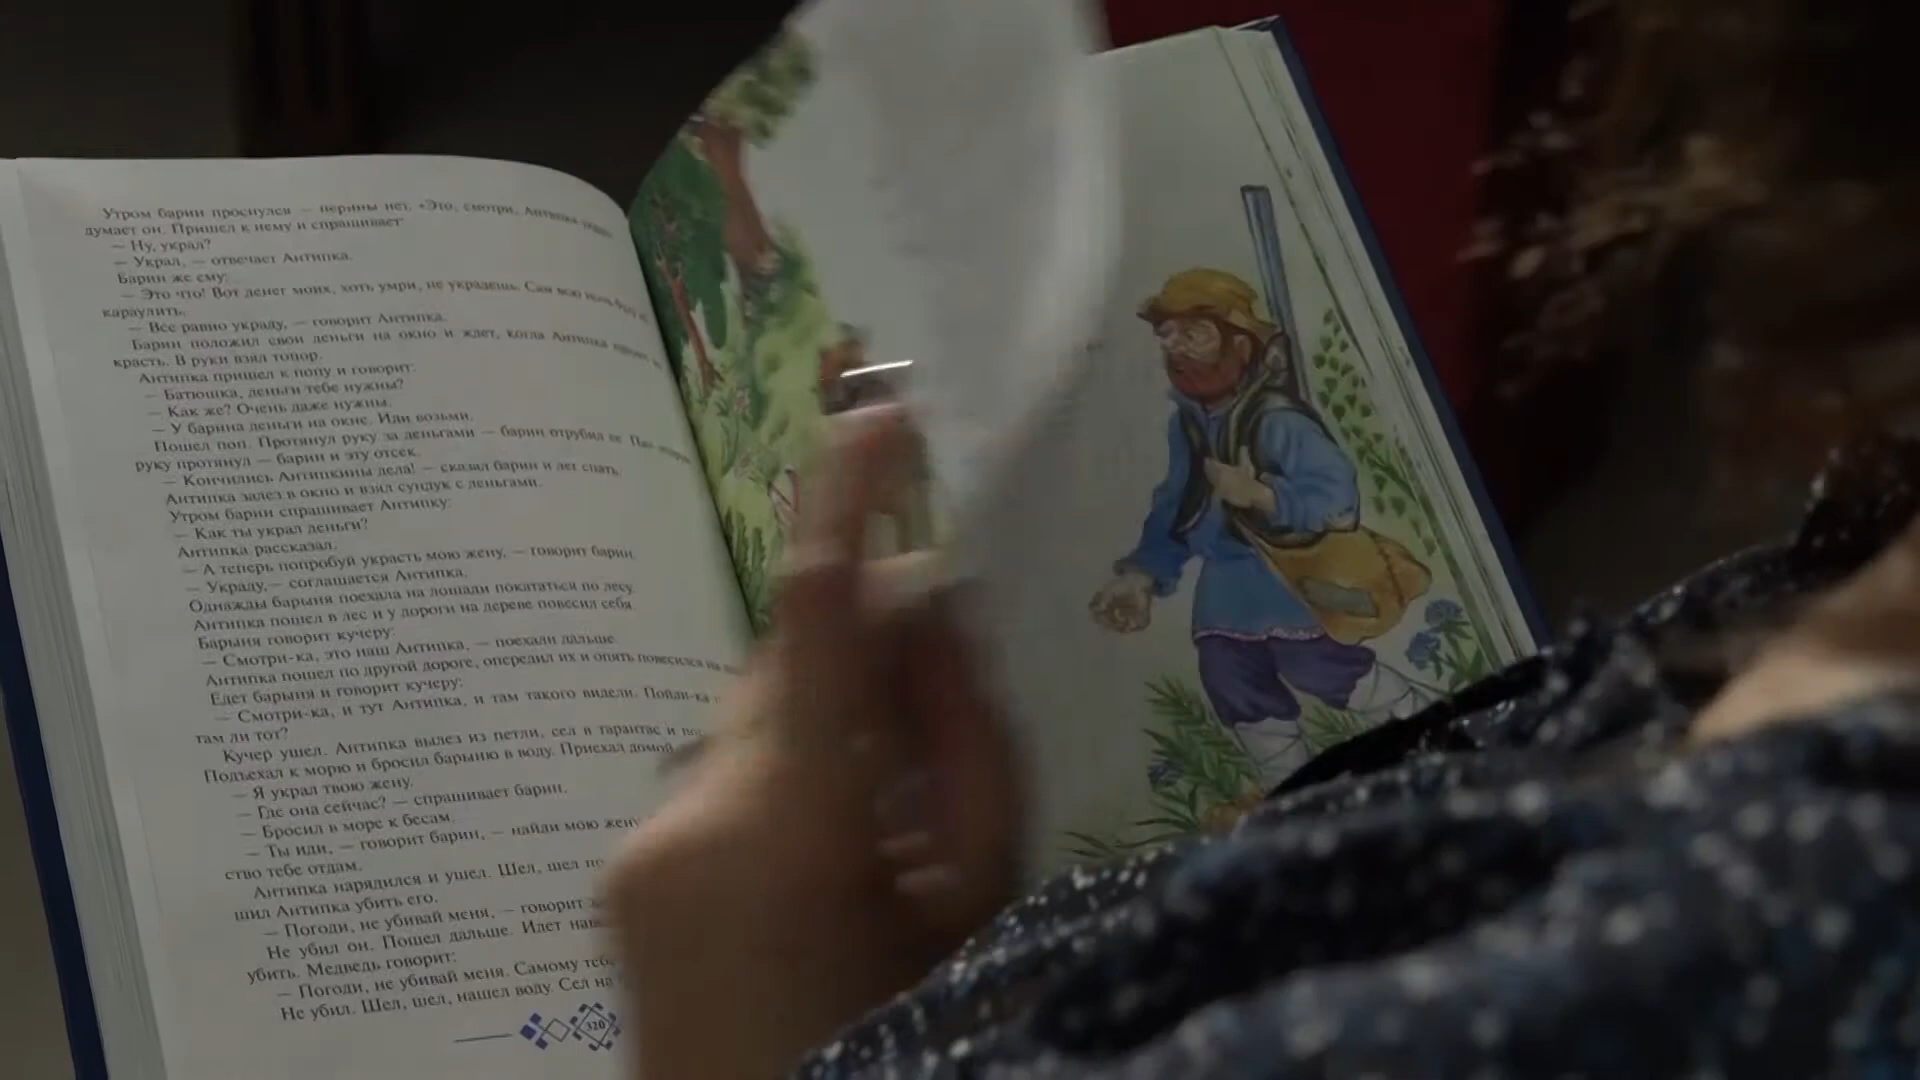 Утром барин проснулся — перины нет. «Это, смотри, Антипка украл,
думает он. Пришел к нему и спрашивает
— Ну, украл?
— Украл, — отвечает Антипка.
Барин же ему:
— Это что! Вот денег моих, хоть умри, не украдешь. Сам всю ночь буду их
караулить.
— Все равно украду, — говорит Антипка.
Барин положил свои деньги на окно и ждет, когда Антипка
красть. В руки взял топор.
Антипка пришел к попу и говорит:
— Батюшка, деньги тебе нужны?
— Как же? Очень даже нужны.
— У барина деньги на окне. Иди возьми.
Пошел поп. Протянул руку за деньгами — барин отрубил ее. Поп
руку протянул — барин и эту отсек.
— Кончились Антипкины дела! — сказал барин и лег спать.
Антипка залез в окно и взял сундук с деньгами.
Утром барин спрашивает Антипку:
— Как ты украл деньги?
Антипка рассказал.
— А теперь попробуй украсть мою жену, — говорит барин.
— Украду, — соглашается Антипка.
Однажды барыня поехала на лошади покататься по лесу.
Антипка пошел в лес и у дороги на дереве повесил себя.
Барыня говорит кучеру:
— Смотри-ка, это наш Антипка, — поехали дальше.
Антипка пошел по другой дороге, опередил их и опять повесился на
Едет барыня и говорит кучеру:
— Смотри-ка, и тут Антипка, и там такого видели. Пойди-ка
там ли тот?
Кучер ушел. Антипка вылез из петли, сел в тарантас и
Подъехал к морю и бросил барыню в воду. Приехал домой
— Я украл твою жену.
— Где она сейчас? — спрашивает барин.
— Бросил в море к бесам.
— Ты иди, — говорит барин, — найди мою жену
ство тебе отдам.
Антипка нарядился и ушел. Шел, шел по
шил Антипка убить его.
— Погоди, не убивай меня, — говорит
Не убил он. Пошел дальше. Идет
убить. Медведь говорит:
— Погоди, не убивай меня. Самому
Не убил. Шел, шел, нашел воду. Сел на
320